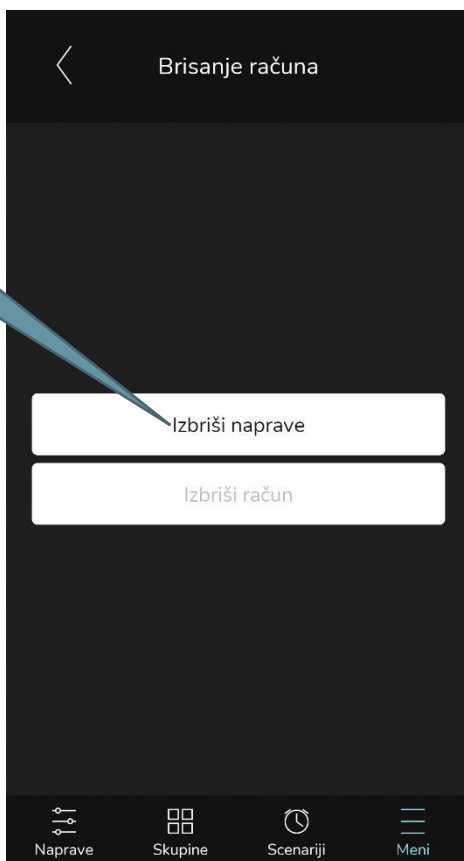 Brisanje računa
Izbriši naprave
Izbriši račun
Naprave
Skupine
Scenariji
Meni